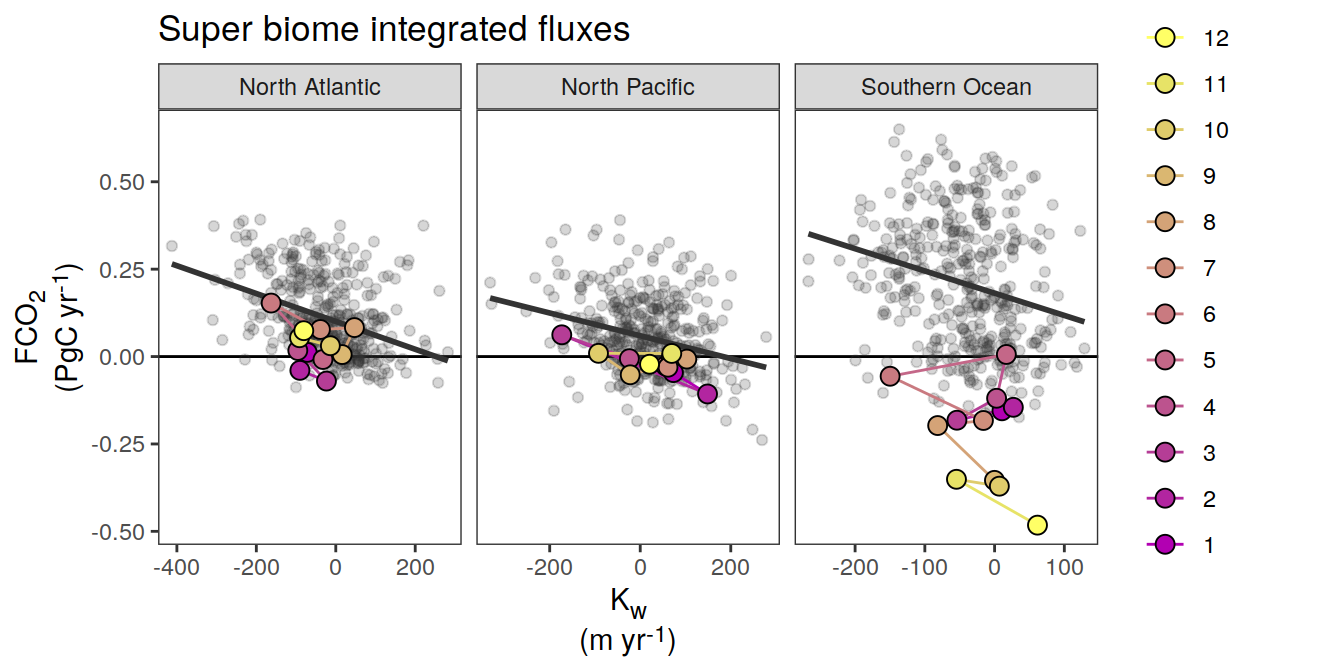 Super biome integrated fluxes
North Atlantic
North Pacific
Southern Ocean
FCO2
(PgC yr-1)
0.50
0.25
0.00
-0.25
-0.50
-400 -200 0 200
-200 0 200
-200 -100 0 100
Kw
(m yr-1)
12
11
10
9
8
7
6
5
4
3
2
1